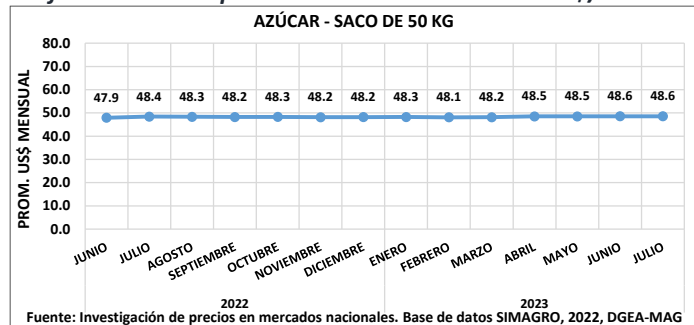 AZÚCAR - SACO DE 50 KG
PROM. US$ MENSUAL
80.0
70.0
60.0
50.0
40.0
30.0
20.0
10.0
0.0
47.9 48.4 48.3 48.2 48.3 48.2 48.2 48.3 48.1 48.2 48.5 48.5 48.6 48.6
JUNIO JULIO AGOSTO SEPTIEMBRE OCTUBRE NOVIEMBRE DICIEMBRE ENERO FEBRERO MARZO ABRIL MAYO JUNIO JULIO
2022 2023
Fuente: Investigación de precios en mercados nacionales. Base de datos SIMAGRO, 2022, DGEA-MAG